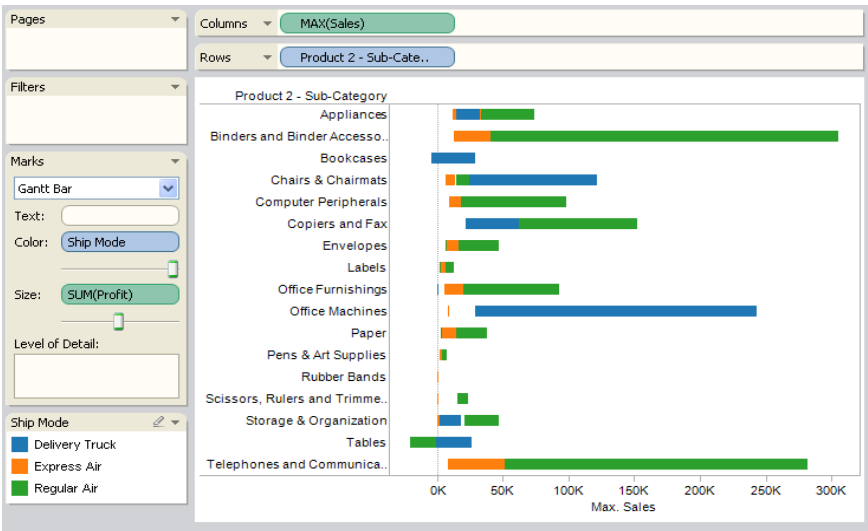 Pages
Columns MAX(Sales)
Rows Product 2 - Sub-Cate..
Filters
Marks
Gantt Bar
Text:
Color: Ship Mode
Size: SUM(Profit)
Level of Detail:
Ship Mode
Delivery Truck
Express Air
Regular Air
Product 2 - Sub-Category
Appliances
Binders and Binder Accesso..
Bookcases
Chairs & Chairmats
Computer Peripherals
Copiers and Fax
Envelopes
Labels
Office Furnishings
Office Machines
Paper
Pens & Art Supplies
Rubber Bands
Scissors, Rulers and Trimme..
Storage & Organization
Tables
Telephones and Communica..
0K 50K 100K 150K 200K 250K 300K
Max. Sales